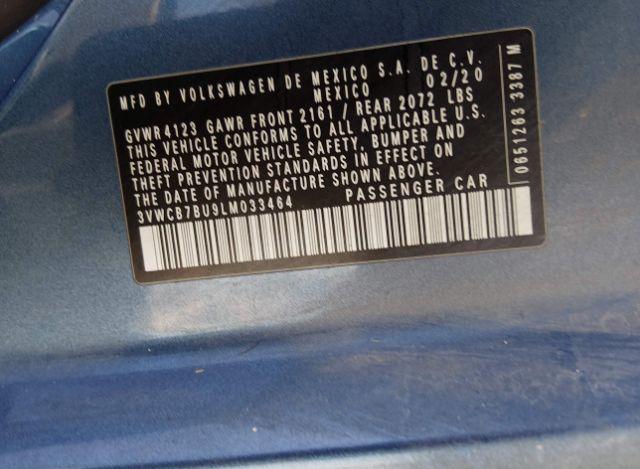 MFD BY VOLKSWAGEN DE MEXICO S.A. DE C.V.
MEXICO 02/20
GVWR 4123 GAWR FRONT 2161 / REAR 2072 LBS
THIS VEHICLE CONFORMS TO ALL APPLICABLE U.S.
FEDERAL MOTOR VEHICLE SAFETY, BUMPER AND
THEFT PREVENTION STANDARDS IN EFFECT ON
THE DATE OF MANUFACTURE SHOWN ABOVE.
3VWCB7BU9LM033464 PASSENGER CAR
0651263 3387 M